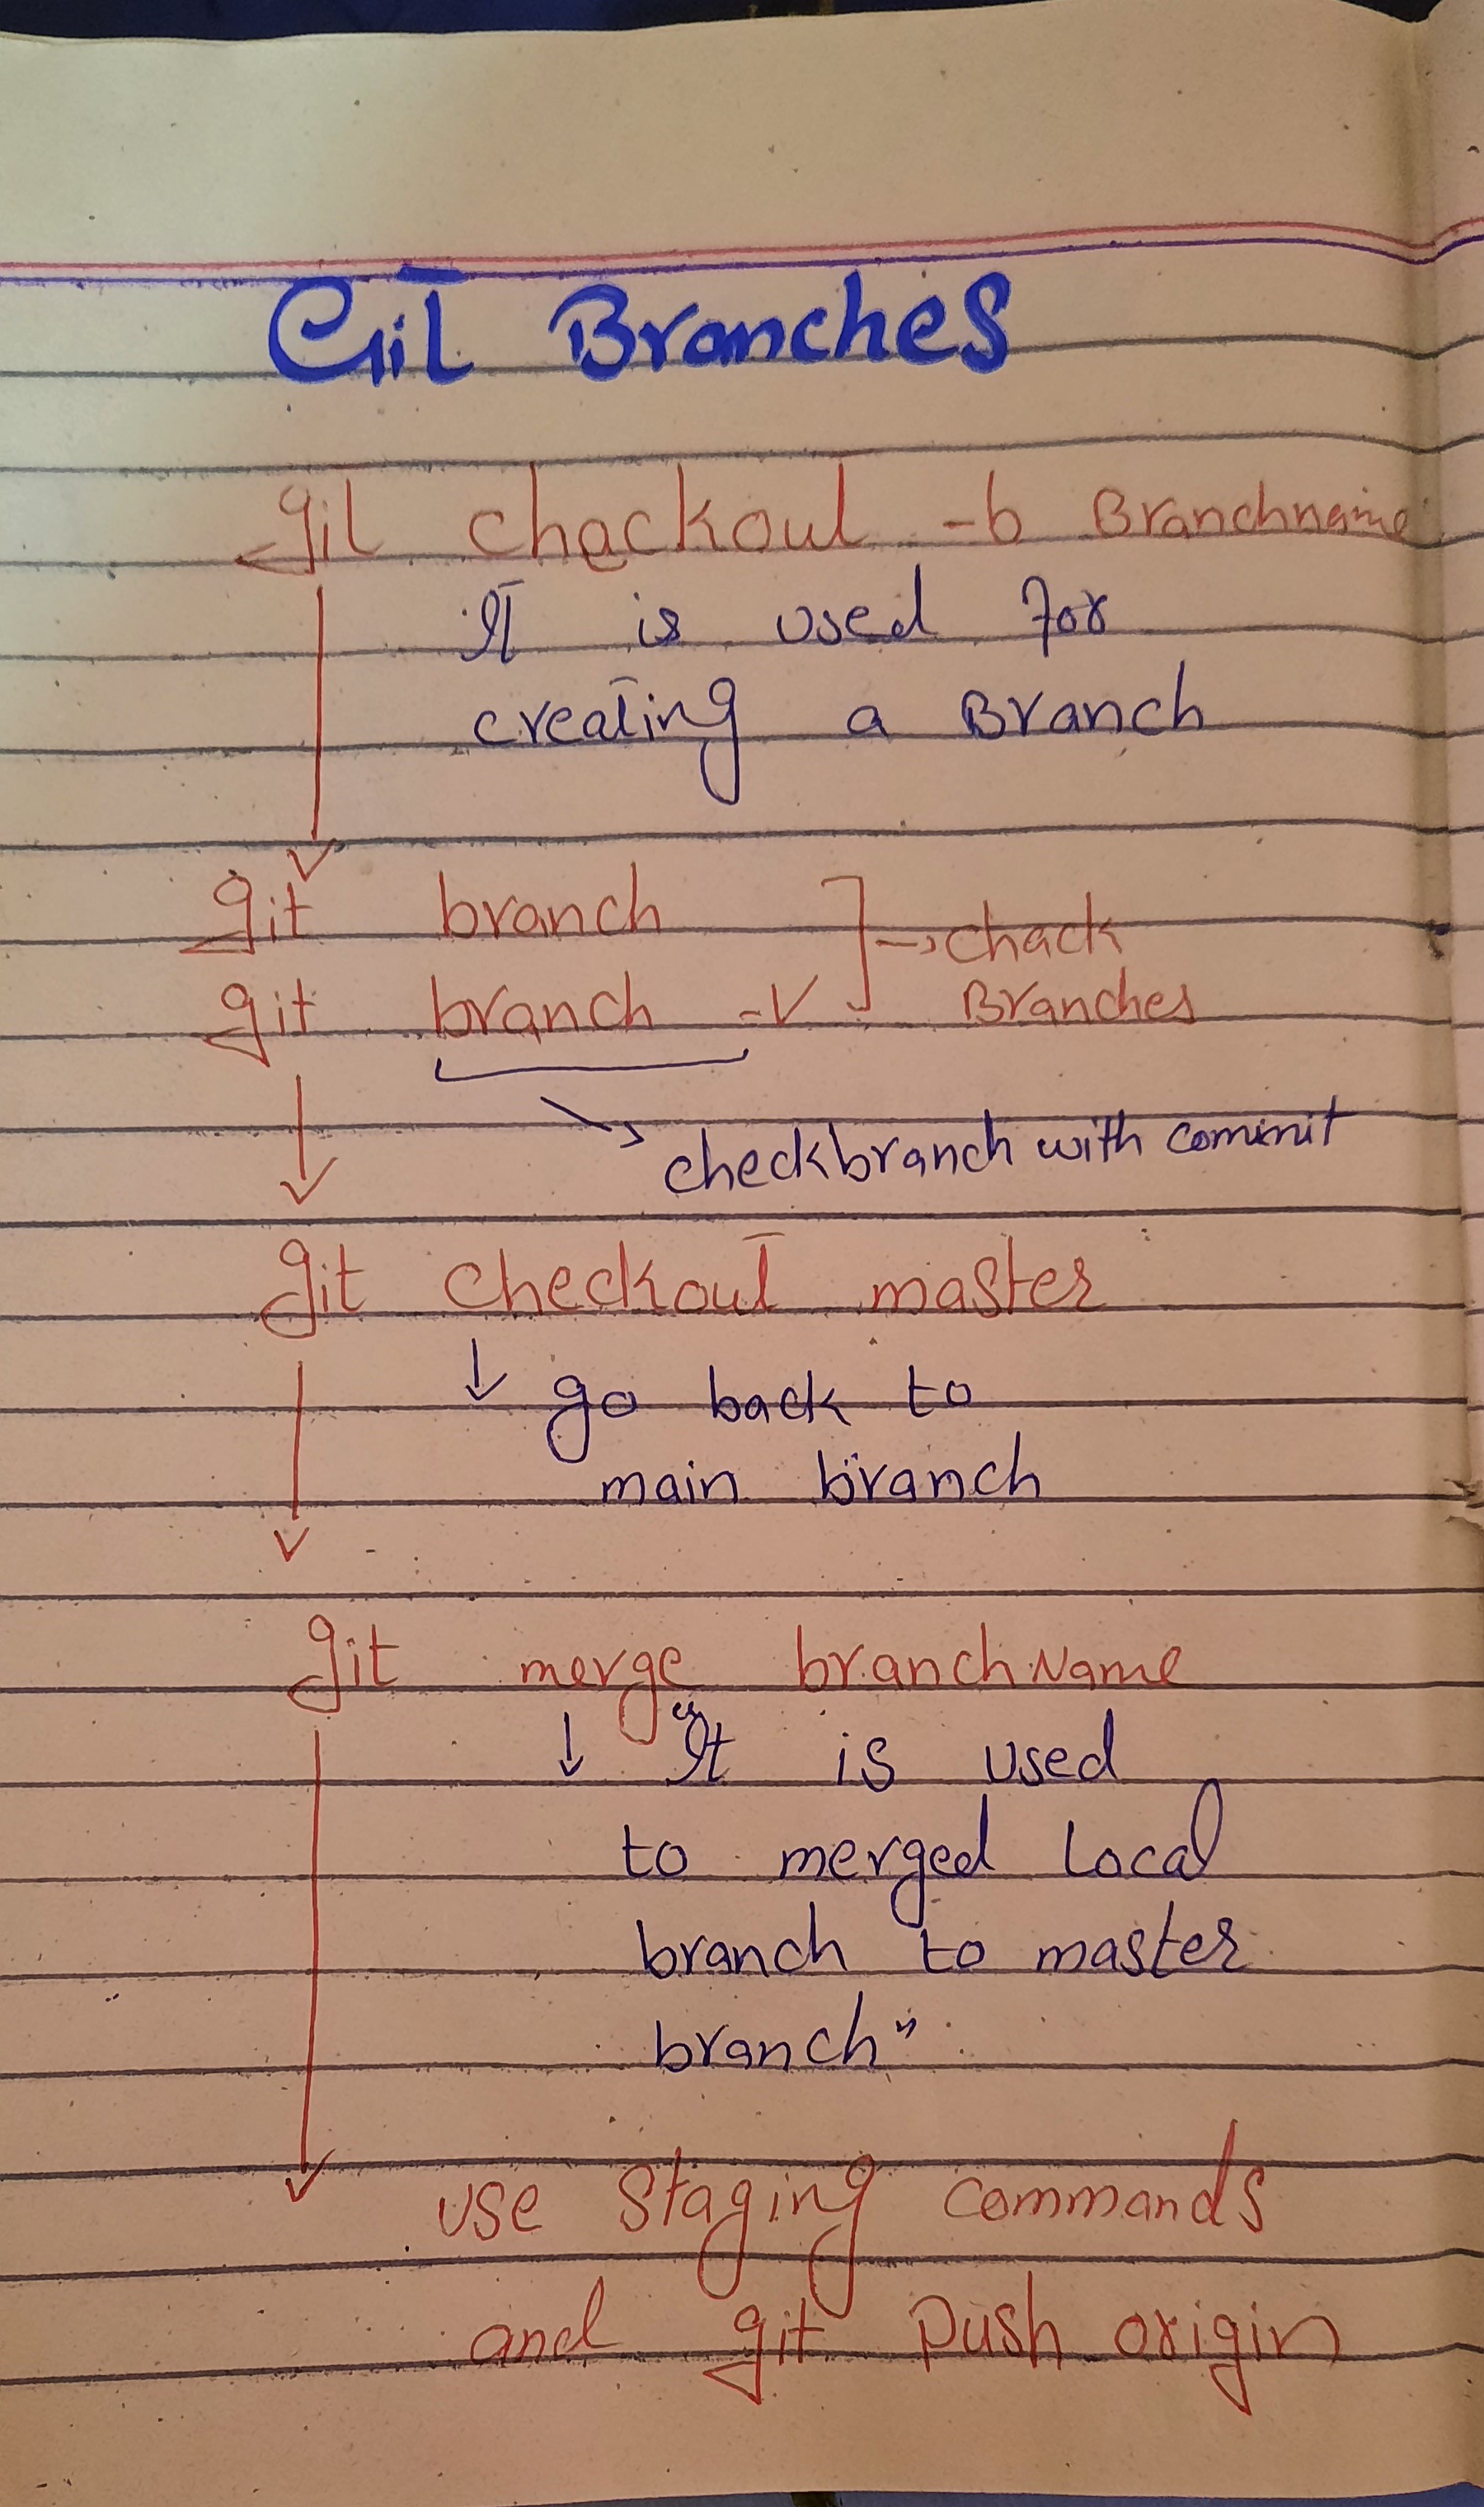 Git Branches
git checkout -b Branchname
It is used for
creating a Branch
git branch
git branch -v
→ chack
Branches
checkbranch with commit
git checkout master
↓ go back to
main branch
git merge branchName
↓ "It is used
to merged Local
branch to master
branch"
use staging commands
and git push origin